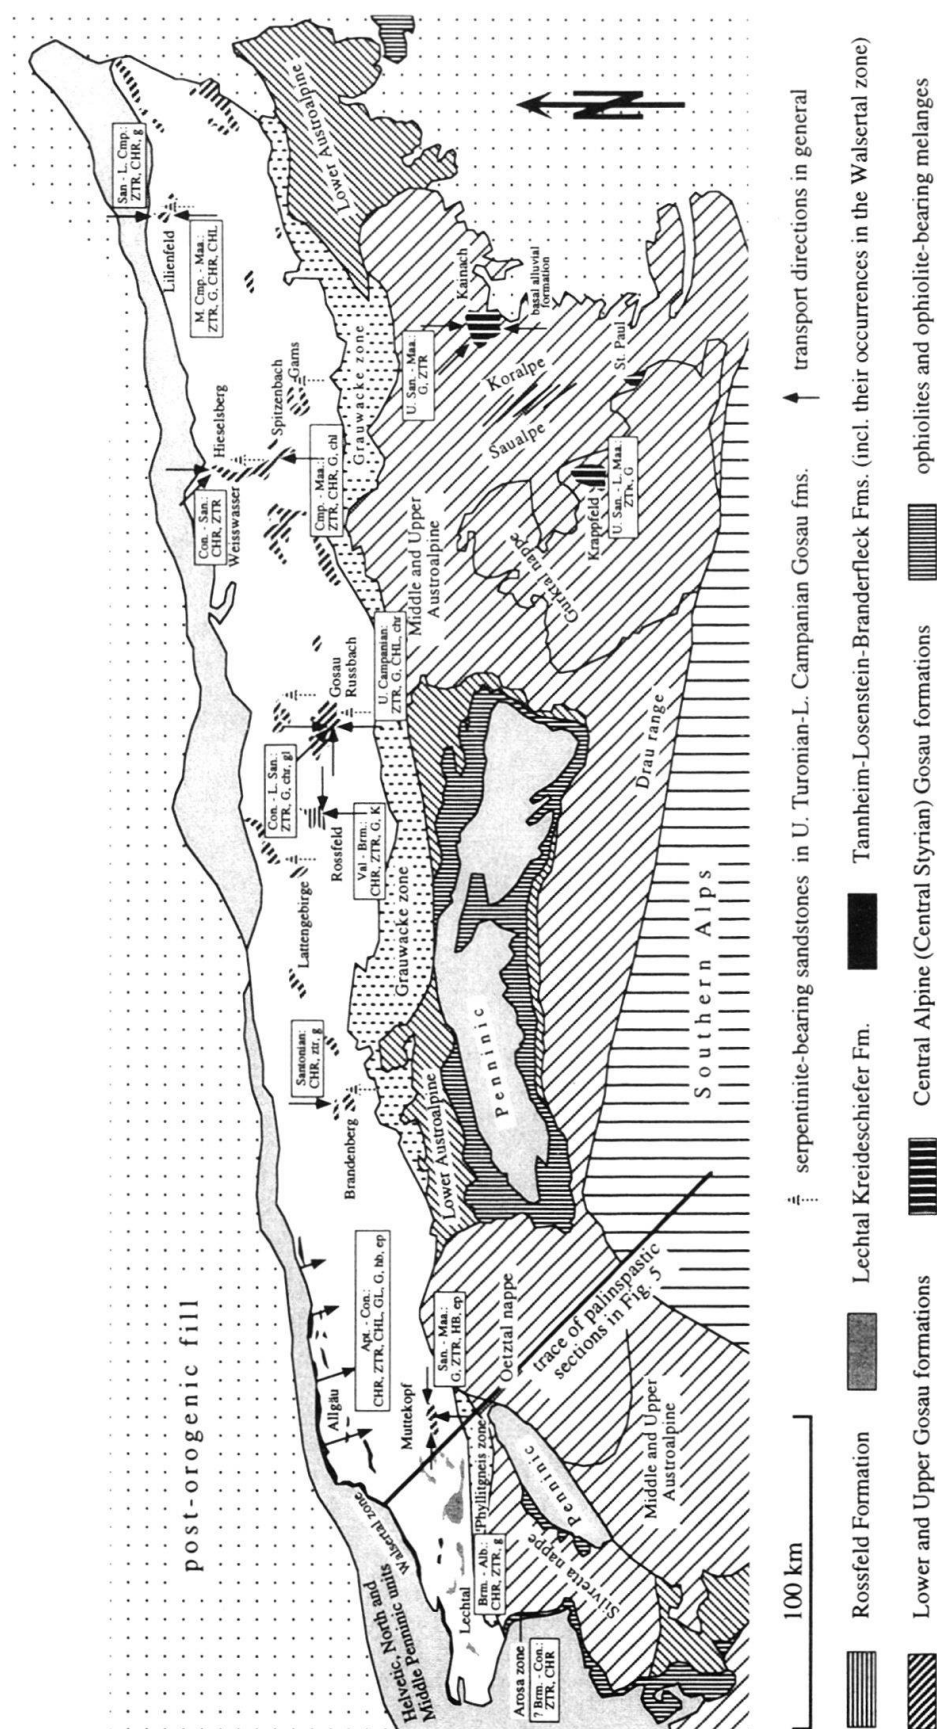 post-orogenic fill
Helvetic, North and
Middle Penninic units
Walsertal zone
Arosa zone
? Brm. - Con.:
ZTR, CHR
Lechtal
Brm. - Alb.:
CHR, ZTR, g
Phyllitgneis zone
Silvretta nappe
Penninic
Middle and Upper
Austroalpine
Allgäu
Apt. - Con.:
CHR, ZTR, CHL, GL, G, hb, ep
Muttekopf
San. - Maa.:
G, ZTR, HB, ep
Oetztal nappe
trace of palinspastic
sections in Fig. 5
Brandenberg
Santonian:
CHR, ztr, g
Lower Austroalpine
Penninic
Southern Alps
Lattengebirge
Grauwacke zone
Rossfeld
Val - Brm.:
CHR, ZTR, G, K
Con. - L. San.:
ZTR, G, chr, gl
Gosau
Russbach
U. Campanian:
ZTR, G, CHL, chr
Drau range
Middle and Upper
Austroalpine
Gurktal nappe
Con. - San.:
CHR, ZTR
Weisswasser
Hieselsberg
Spitzenbach
Gams
Cmp. - Maa.:
ZTR, CHR, G, chl
Grauwacke zone
Krappfeld
U. San. - L. Maa.:
ZTR, G
Saualpe
Koralpe
St. Paul
U. San. - Maa.:
G, ZTR
Kainach
basal alluvial
formation
San - L. Cmp.:
ZTR, CHR, g
Lilienfeld
M. Cmp. - Maa.:
ZTR, G, CHR, CHL
Lower Austroalpine
N
100 km
serpentinite-bearing sandstones in U. Turonian-L. Campanian Gosau fms.
transport directions in general
Rossfeld Formation
Lechtal Kreideschiefer Fm.
Tannheim-Losenstein-Branderfleck Fms. (incl. their occurrences in the Walsertal zone)
Lower and Upper Gosau formations
Central Alpine (Central Styrian) Gosau formations
ophiolites and ophiolite-bearing melanges